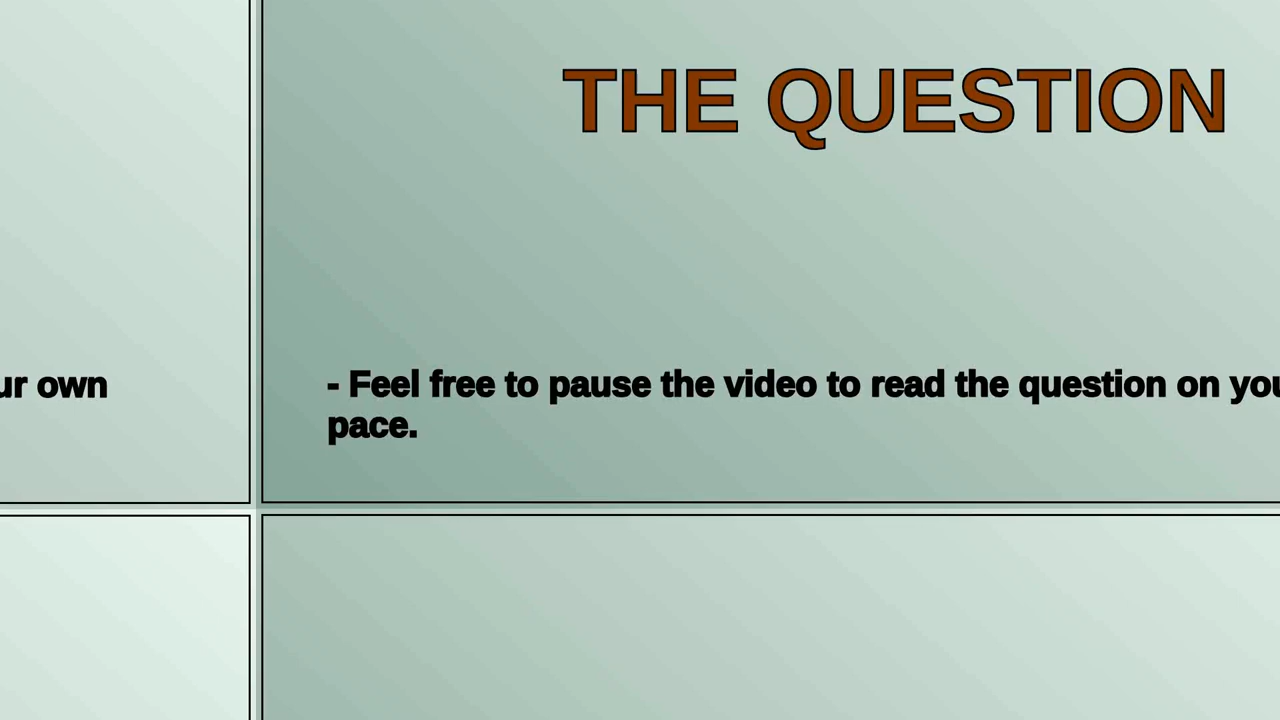 THE QUESTION
ur own
- Feel free to pause the video to read the question on you
pace.